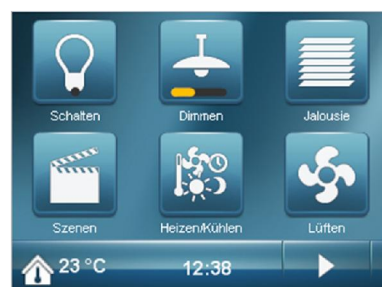 Schalten Dimmen Jalousie
Szenen Heizen/Kühlen Lüften
23 °C 12:38